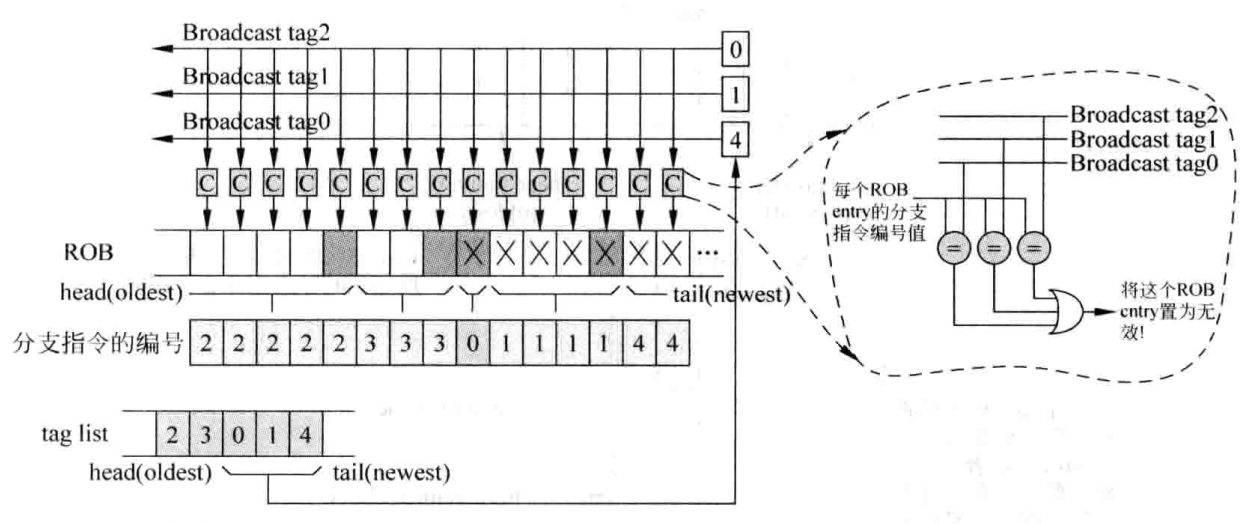 Broadcast tag2
0
Broadcast tag1
1
Broadcast tag0
4
C C C C C C C C C C C C C C C
ROB
X X X X X X X
...
head(oldest)
tail(newest)
分支指令的编号
2 2 2 2 2 3 3 3 0 1 1 1 1 4 4
tag list
2 3 0 1 4
head(oldest)
tail(newest)
Broadcast tag2
Broadcast tag1
Broadcast tag0
每个ROB
entry的分支
指令编号值
= = =
将这个ROB
entry置为无
效!